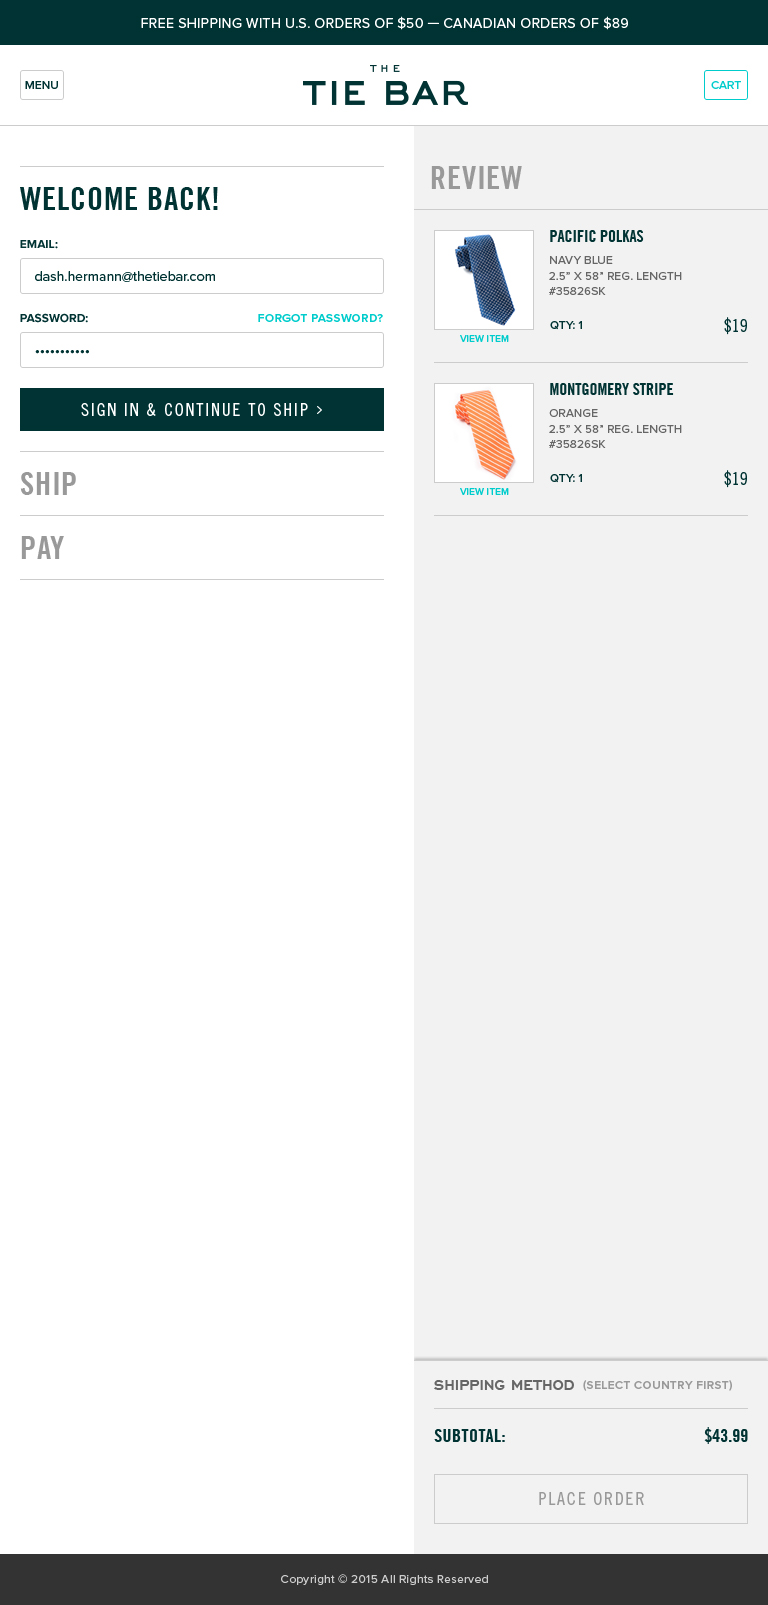 FREE SHIPPING WITH U.S. ORDERS OF $50 — CANADIAN ORDERS OF $89
MENU
THE
TIE BAR
CART
WELCOME BACK!
EMAIL:
dash.hermann@thetiebar.com
PASSWORD:
FORGOT PASSWORD?
•••••••••••
SIGN IN & CONTINUE TO SHIP >
SHIP
PAY
REVIEW
PACIFIC POLKAS
NAVY BLUE
2.5” X 58” REG. LENGTH
#35826SK
QTY: 1
$19
VIEW ITEM
MONTGOMERY STRIPE
ORANGE
2.5” X 58” REG. LENGTH
#35826SK
QTY: 1
$19
VIEW ITEM
SHIPPING METHOD (SELECT COUNTRY FIRST)
SUBTOTAL: $43.99
PLACE ORDER
Copyright © 2015 All Rights Reserved